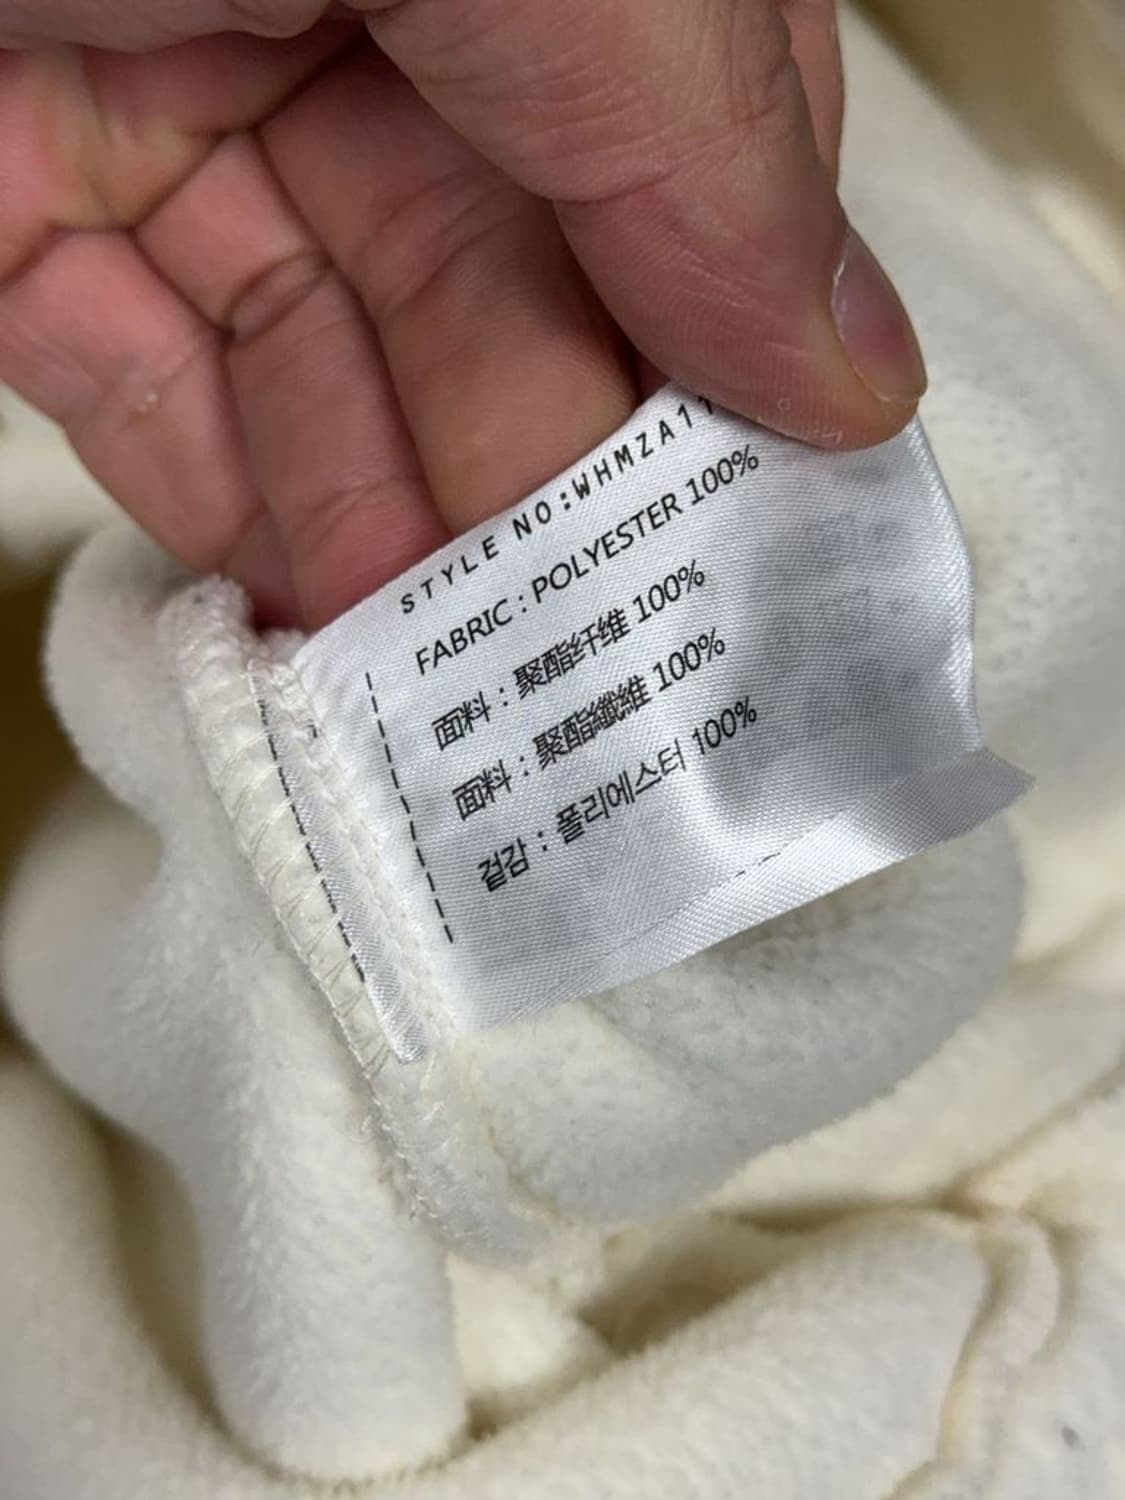 STYLE NO:WHMZA11
FABRIC : POLYESTER 100%
面料 : 聚酯纤维 100%
面料 : 聚酯纖維 100%
겉감 : 폴리에스터 100%